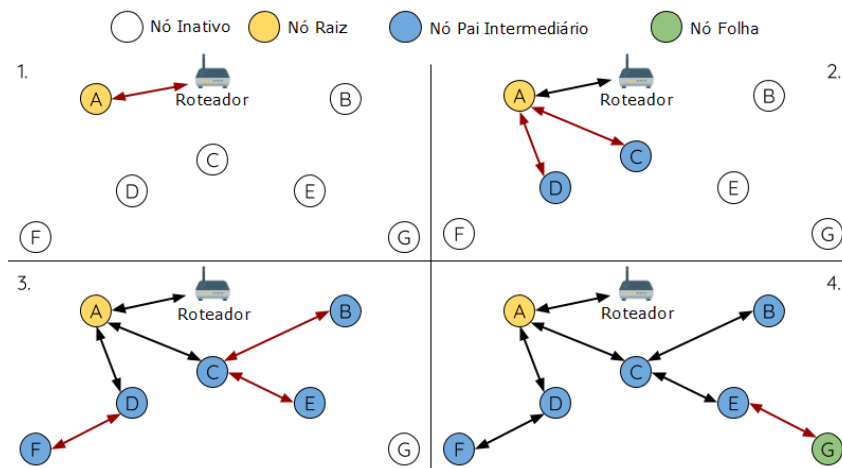 Nó Inativo Nó Raiz Nó Pai Intermediário Nó Folha
1.
A
Roteador
B
C
D
E
F
G
2.
A
Roteador
B
C
D
E
F
G
3.
A
Roteador
B
C
D
E
F
G
4.
A
Roteador
B
C
D
E
F
G